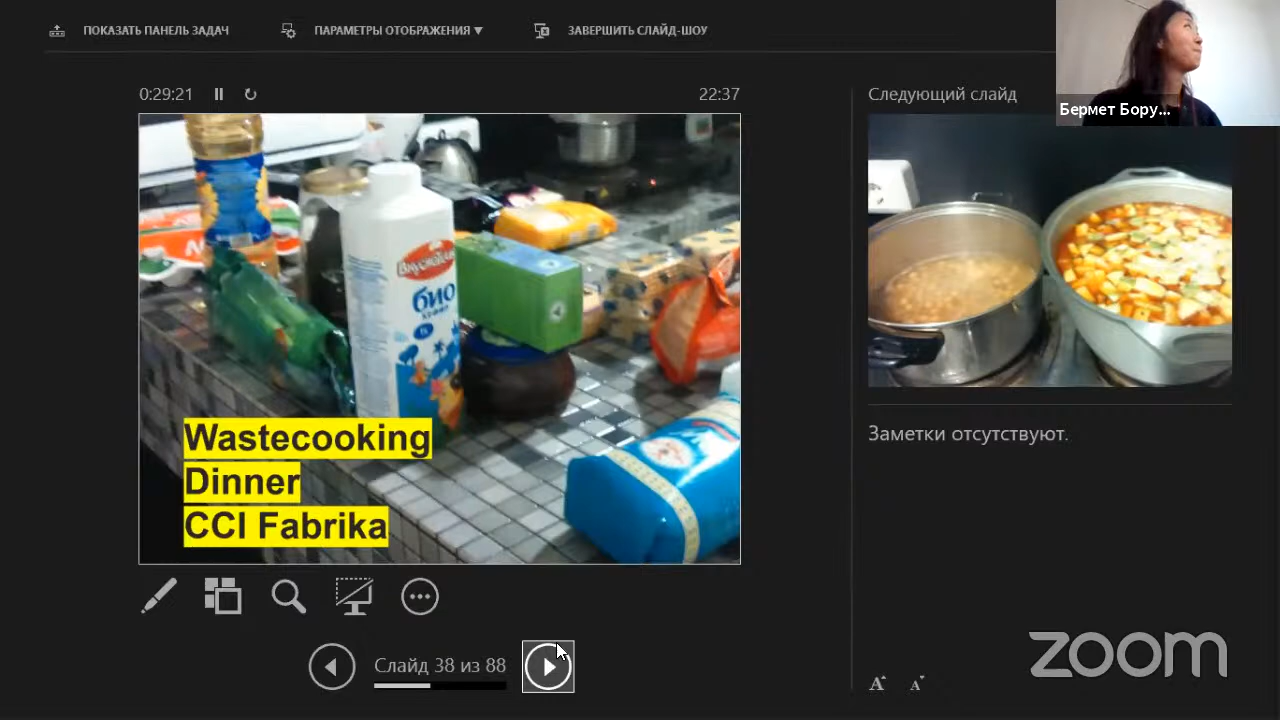 ПОКАЗАТЬ ПАНЕЛЬ ЗАДАЧ
ПАРАМЕТРЫ ОТОБРАЖЕНИЯ ▼
ЗАВЕРШИТЬ СЛАЙД-ШОУ
Бермет Бору...
0:29:21
22:37
Следующий слайд
био
Wastecooking
Dinner
CCI Fabrika
Заметки отсутствуют.
Слайд 38 из 88
zoom